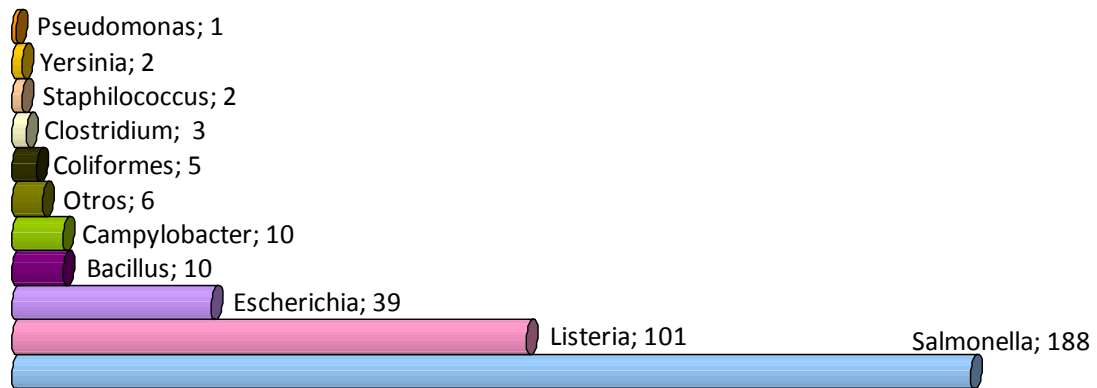 Pseudomonas; 1
Yersinia; 2
Staphilococcus; 2
Clostridium;  3
Coliformes; 5
Otros; 6
Campylobacter; 10
Bacillus; 10
Escherichia; 39
Listeria; 101
Salmonella; 188